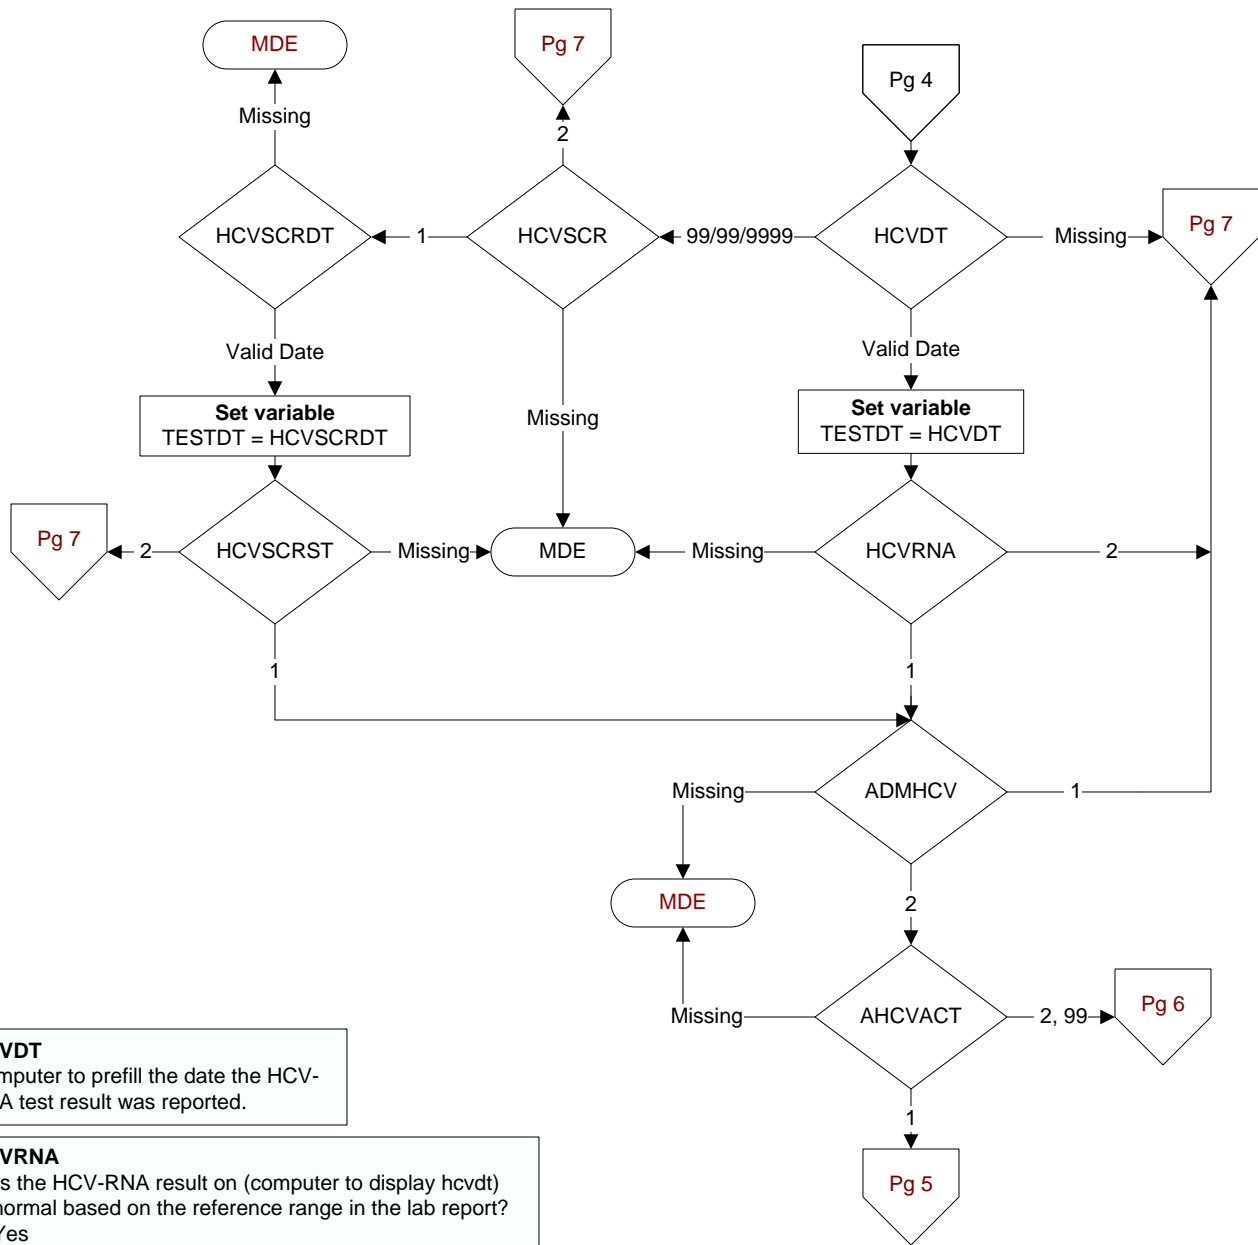 MDE
Pg 7
Pg 4
Missing
2
HCVSCRDT
1
HCVSCR
99/99/9999
HCVDT
Missing
Pg 7
Valid Date
Valid Date
Set variable
TESTDT = HCVSCRDT
Missing
Set variable
TESTDT = HCVDT
Pg 7
2
HCVSCRST
Missing
MDE
Missing
HCVRNA
2
1
1
Missing
ADMHCV
1
MDE
2
Missing
AHCVACT
2, 99
Pg 6
1
Pg 5
VDT
mputer to prefill the date the HCV-
A test result was reported.
VRNA
s the HCV-RNA result on (computer to display hcvdt)
normal based on the reference range in the lab report?
Yes